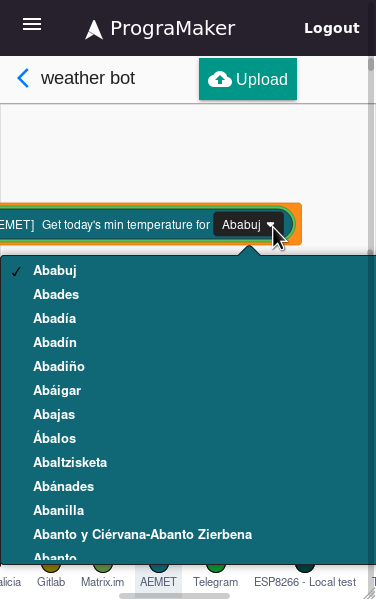 PrograMaker
Logout
weather bot
Upload
EMET] Get today's min temperature for Ababuj
✓ Ababuj
Abades
Abadía
Abadín
Abadiño
Abáigar
Abajas
Ábalos
Abaltzisketa
Abánades
Abanilla
Abanto y Ciérvana-Abanto Zierbena
Abanto
alicia Gitlab Matrix.im AEMET Telegram ESP8266 - Local test